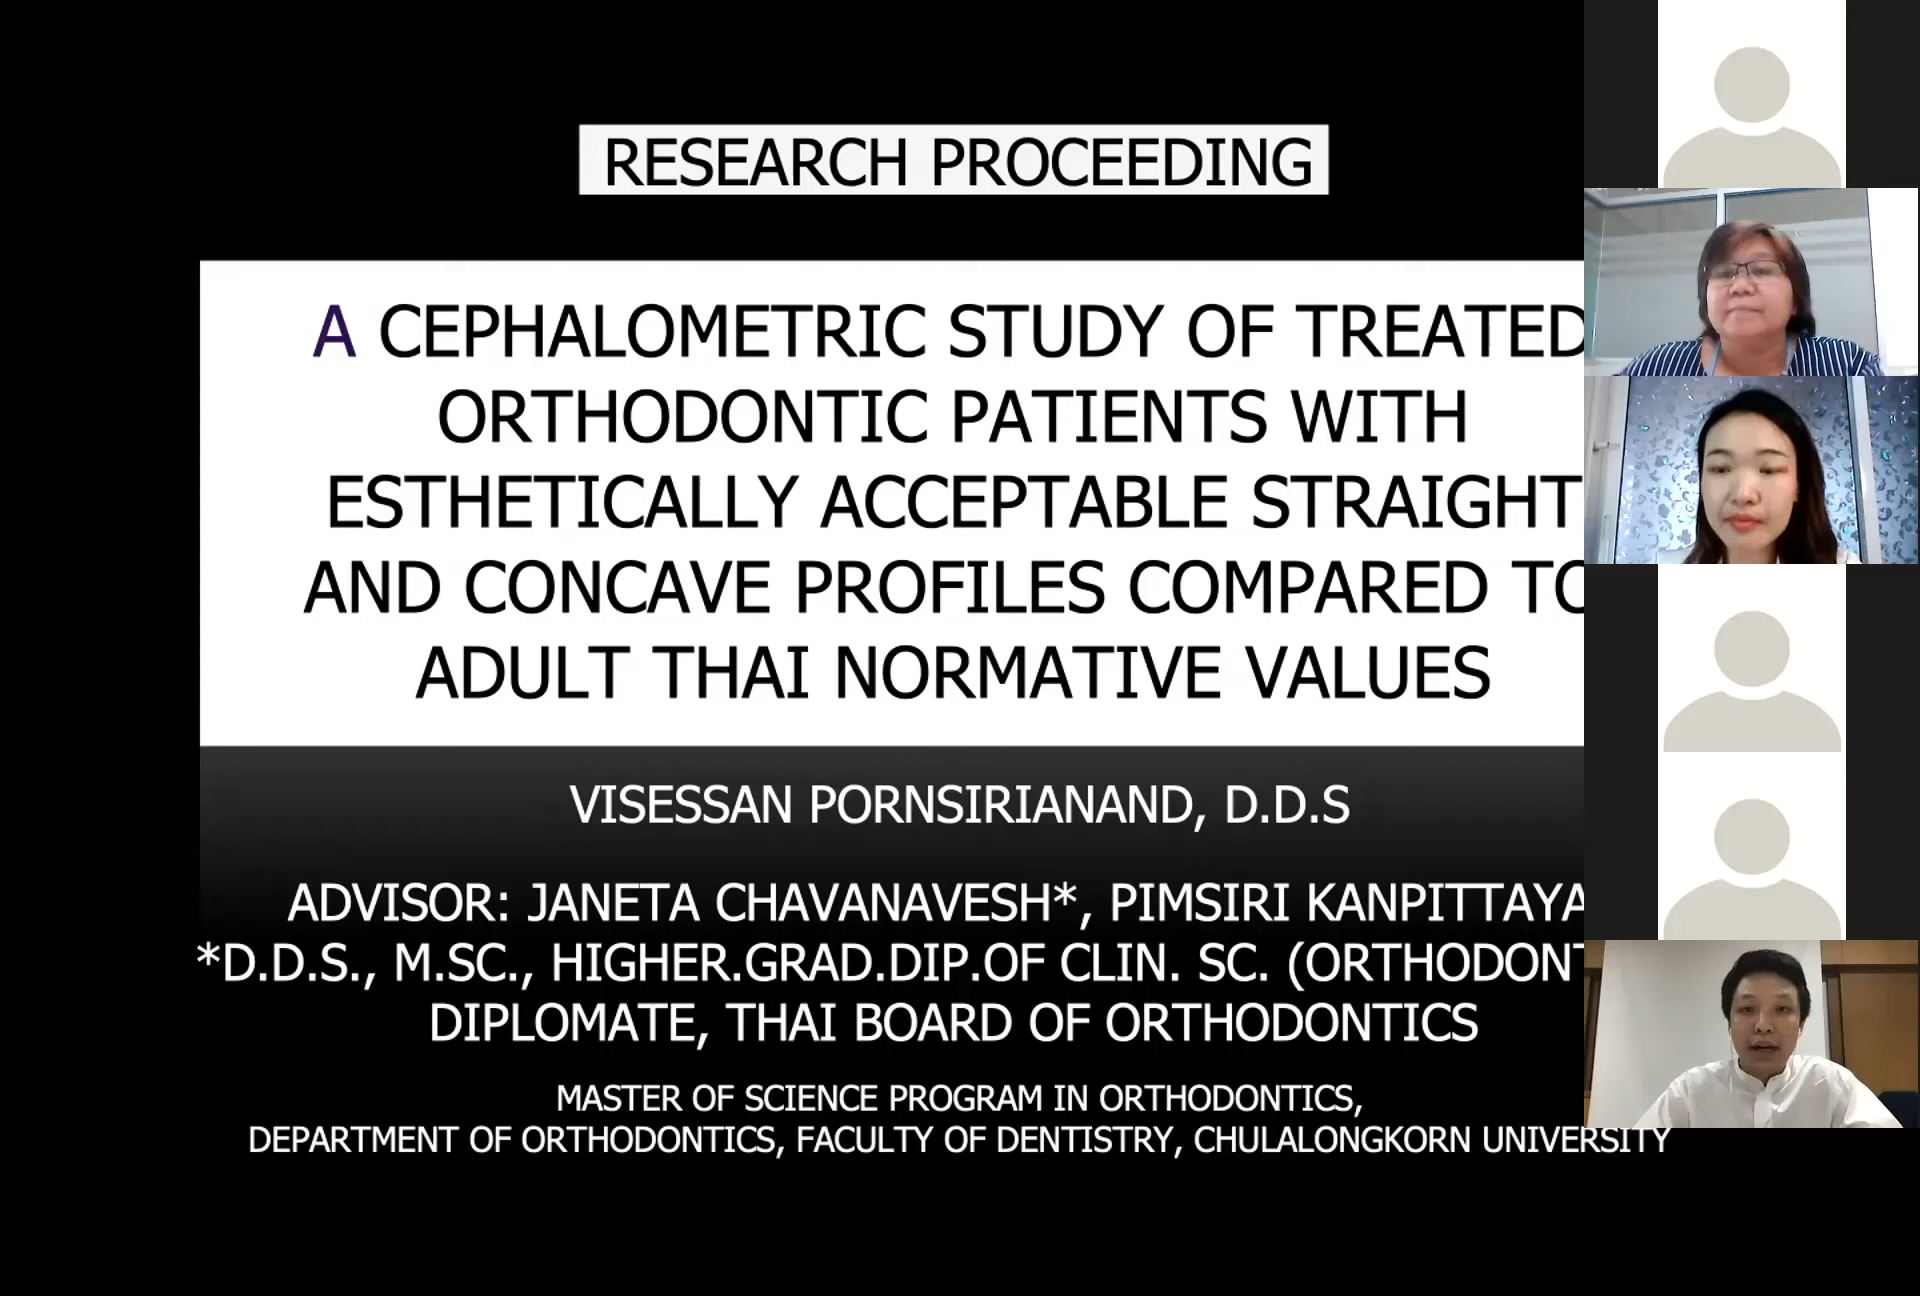 RESEARCH PROCEEDING
A CEPHALOMETRIC STUDY OF TREATED
ORTHODONTIC PATIENTS WITH
ESTHETICALLY ACCEPTABLE STRAIGHT
AND CONCAVE PROFILES COMPARED TO
ADULT THAI NORMATIVE VALUES
VISESSAN PORNSIRIANAND, D.D.S
ADVISOR: JANETA CHAVANAVESH*, PIMSIRI KANPITTAYA
*D.D.S., M.SC., HIGHER.GRAD.DIP.OF CLIN. SC. (ORTHODONT
DIPLOMATE, THAI BOARD OF ORTHODONTICS
MASTER OF SCIENCE PROGRAM IN ORTHODONTICS,
DEPARTMENT OF ORTHODONTICS, FACULTY OF DENTISTRY, CHULALONGKORN UNIVERSITY